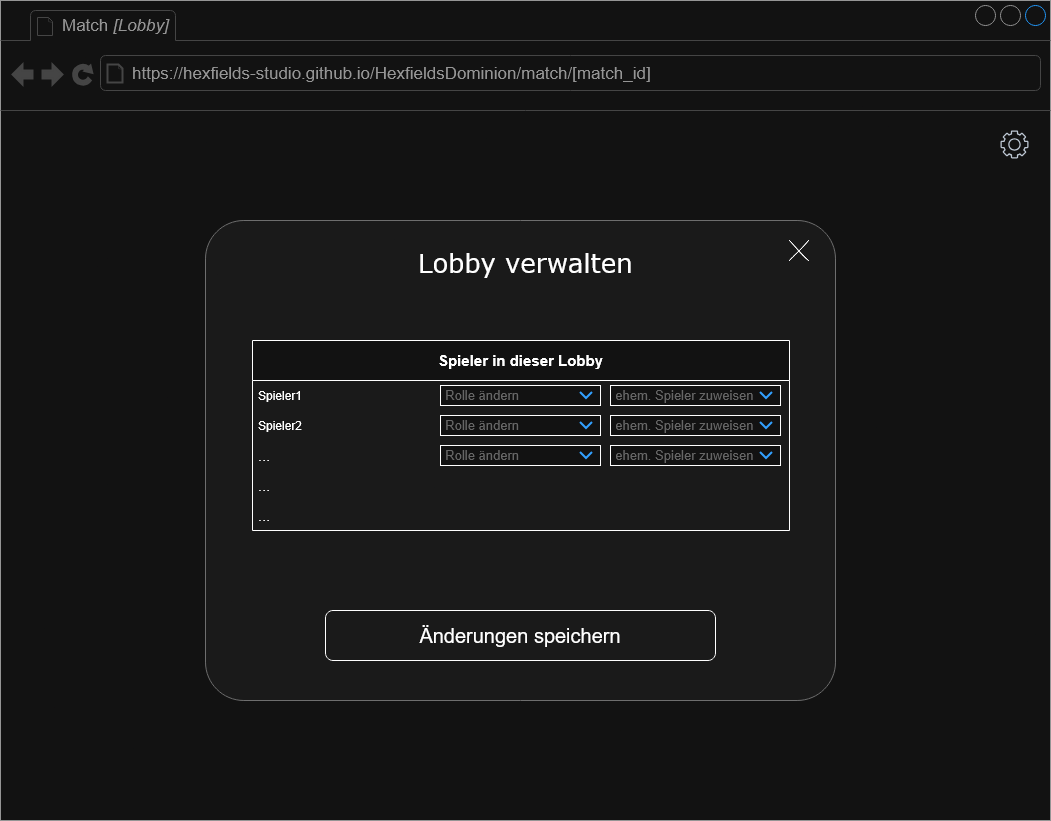 Match [Lobby]
https://hexfields-studio.github.io/HexfieldsDominion/match/[match_id]
Lobby verwalten
Spieler in dieser Lobby
Spieler1 Rolle ändern ehem. Spieler zuweisen
Spieler2 Rolle ändern ehem. Spieler zuweisen
... Rolle ändern ehem. Spieler zuweisen
...
...
Änderungen speichern